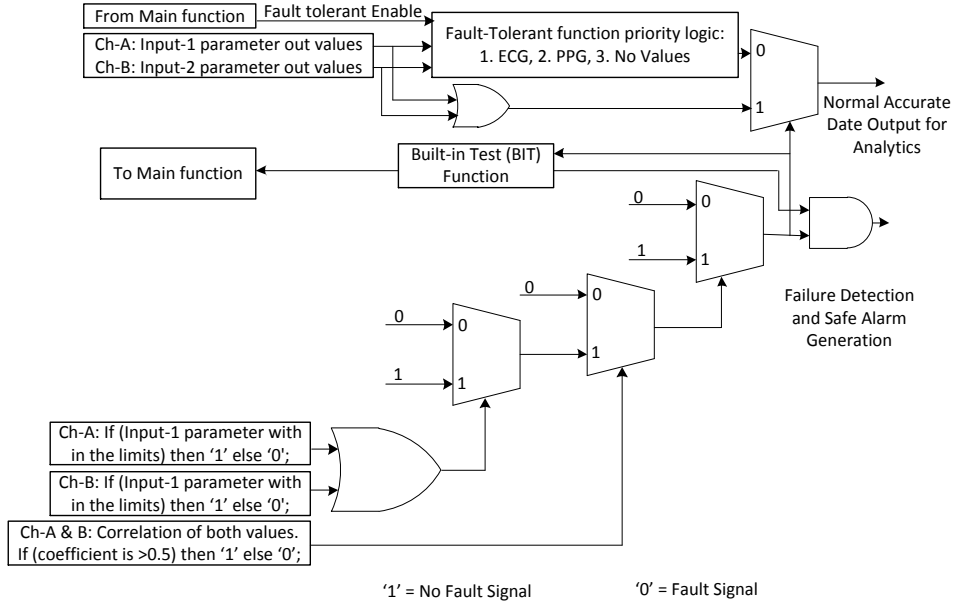 From Main function
Fault tolerant Enable
Ch-A: Input-1 parameter out values
Ch-B: Input-2 parameter out values
Fault-Tolerant function priority logic:
1. ECG, 2. PPG, 3. No Values
0
1
Normal Accurate
Date Output for
Analytics
To Main function
Built-in Test (BIT)
Function
0
0
1
1
Failure Detection
and Safe Alarm
Generation
0
0
1
0
0
1
1
Ch-A: If (Input-1 parameter with
in the limits) then ‘1’ else ‘0’;
Ch-B: If (Input-1 parameter with
in the limits) then ‘1’ else ‘0’;
Ch-A & B: Correlation of both values.
If (coefficient is >0.5) then ‘1’ else ‘0’;
‘1’ = No Fault Signal
‘0’ = Fault Signal